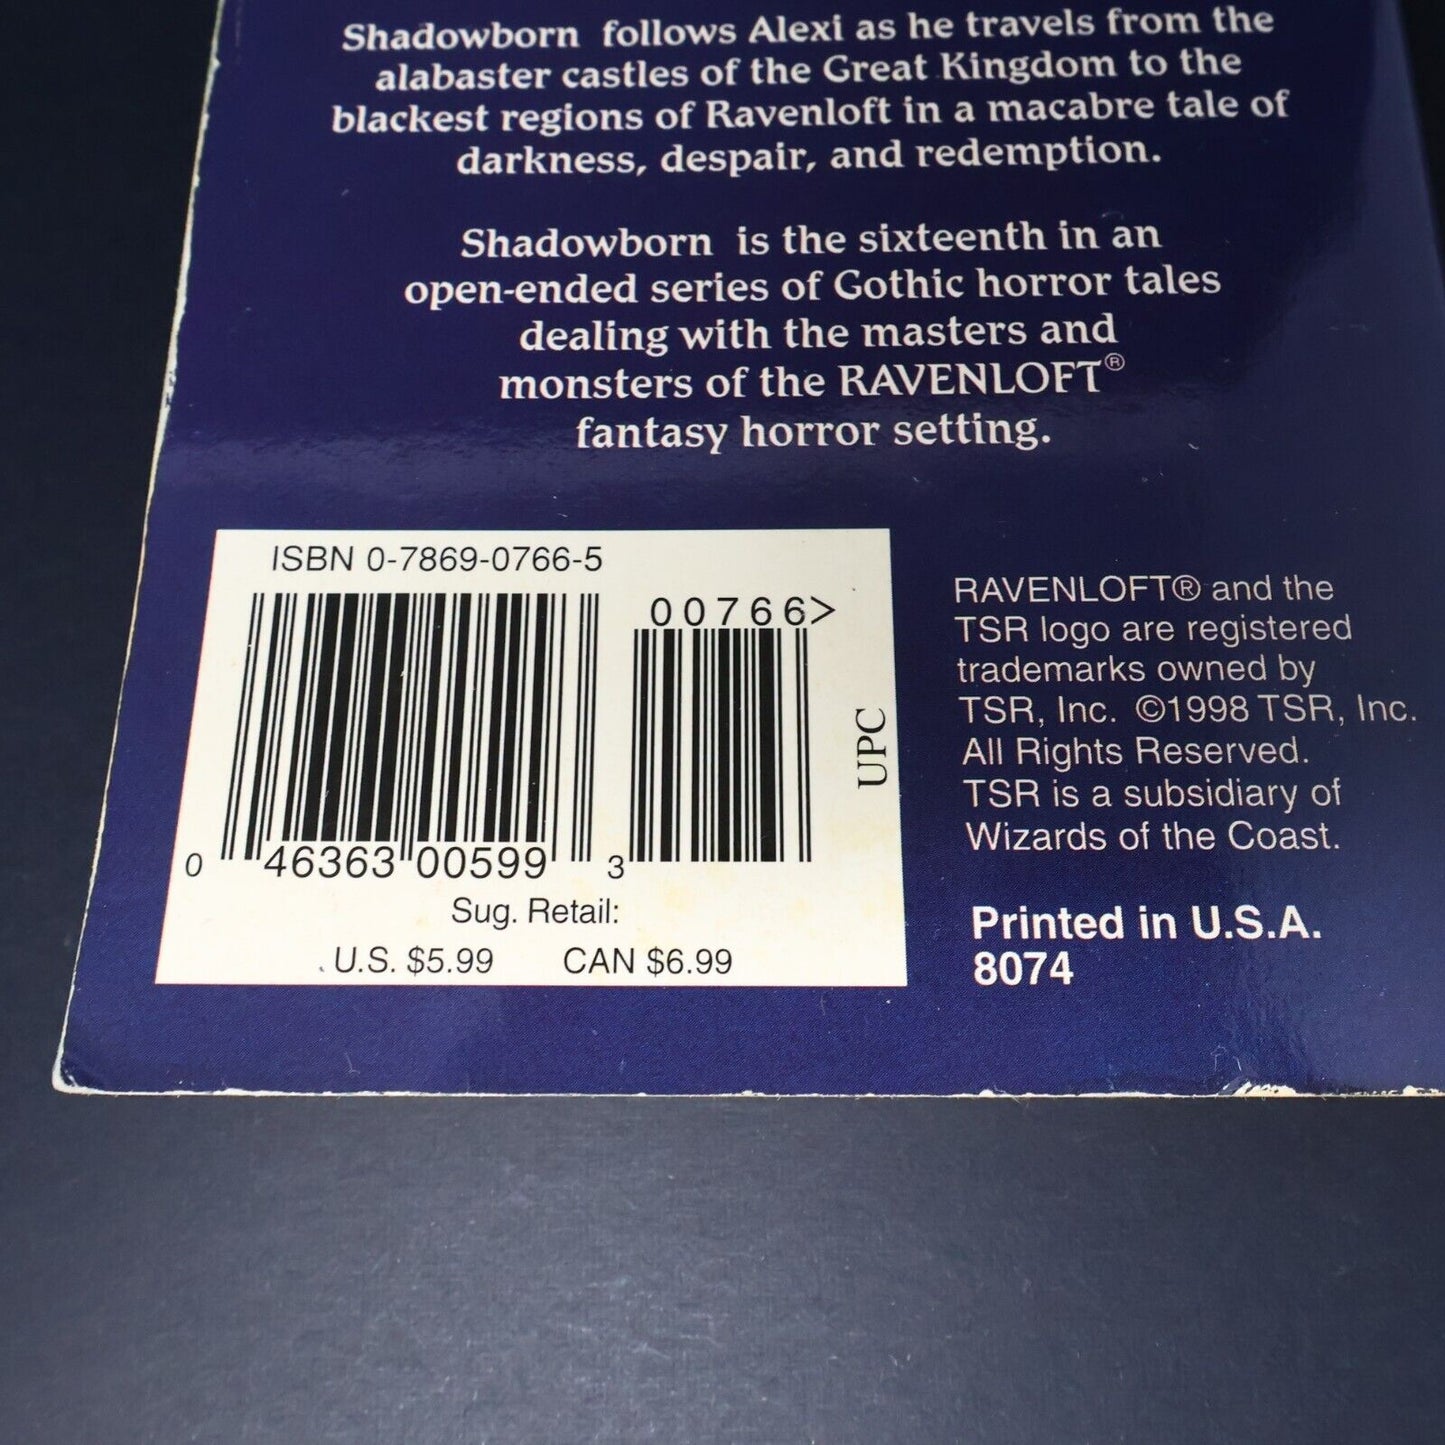 Shadowborn follows Alexi as he travels from the
alabaster castles of the Great Kingdom to the
blackest regions of Ravenloft in a macabre tale of
darkness, despair, and redemption.
Shadowborn is the sixteenth in an
open-ended series of Gothic horror tales
dealing with the masters and
monsters of the RAVENLOFT®
fantasy horror setting.
ISBN 0-7869-0766-5
00766>
UPC
0 46363 00599 3
Sug. Retail:
U.S. $5.99 CAN $6.99
RAVENLOFT® and the
TSR logo are registered
trademarks owned by
TSR, Inc. ©1998 TSR, Inc.
All Rights Reserved.
TSR is a subsidiary of
Wizards of the Coast.
Printed in U.S.A.
8074